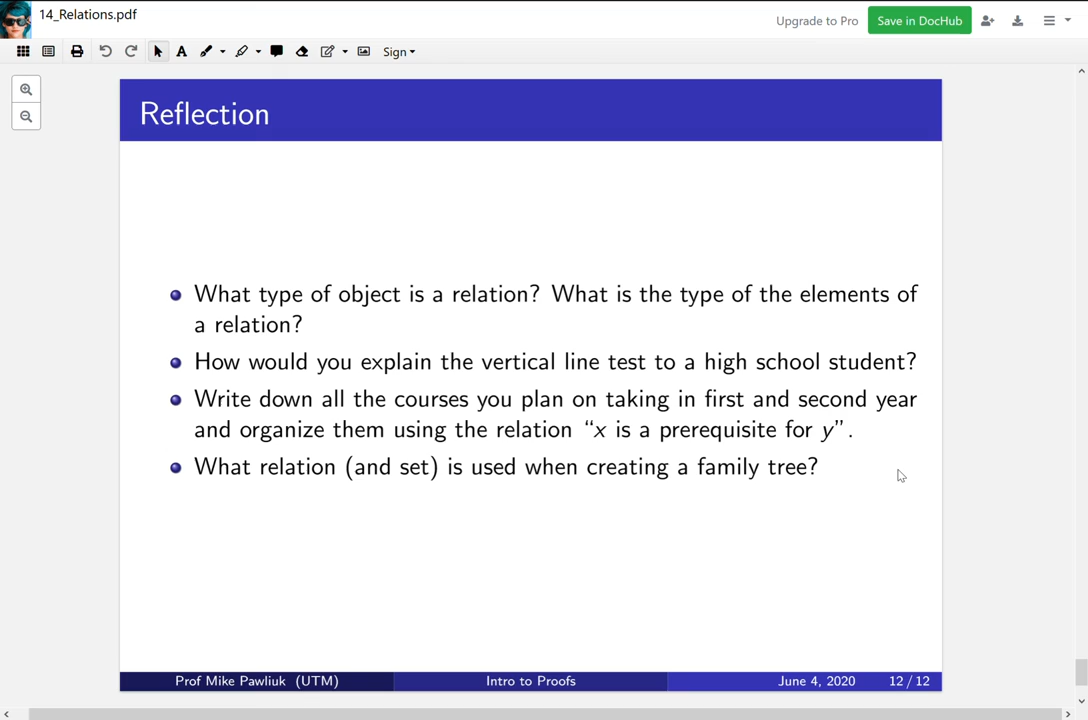 14_Relations.pdf
Upgrade to Pro
Save in DocHub
A
Sign
Reflection
What type of object is a relation? What is the type of the elements of
a relation?
How would you explain the vertical line test to a high school student?
Write down all the courses you plan on taking in first and second year
and organize them using the relation “x is a prerequisite for y”.
What relation (and set) is used when creating a family tree?
Prof Mike Pawliuk (UTM) Intro to Proofs June 4, 2020 12 / 12